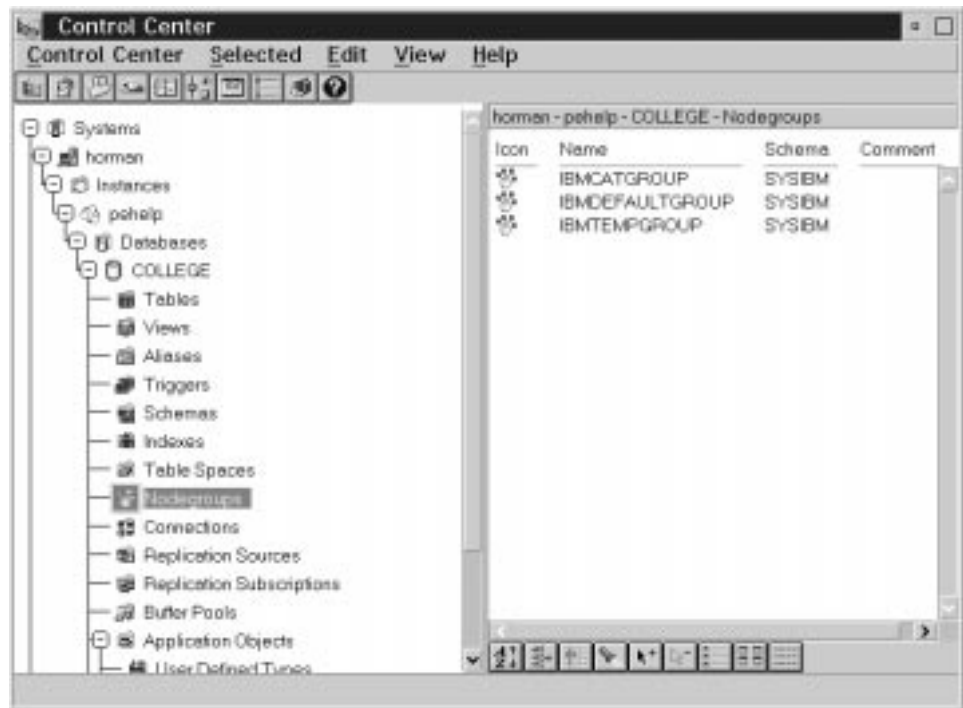 Control Center
Control Center Selected Edit View Help
Systems
horman
Instances
pehelp
Databases
COLLEGE
Tables
Views
Aliases
Triggers
Schemas
Indexes
Table Spaces
Nodegroups
Connections
Replication Sources
Replication Subscriptions
Buffer Pools
Application Objects
User Defined Types
horman - pehelp - COLLEGE - Nodegroups
Icon Name Schema Comment
IBMCATGROUP SYSIBM
IBMDEFAULTGROUP SYSIBM
IBMTEMPGROUP SYSIBM